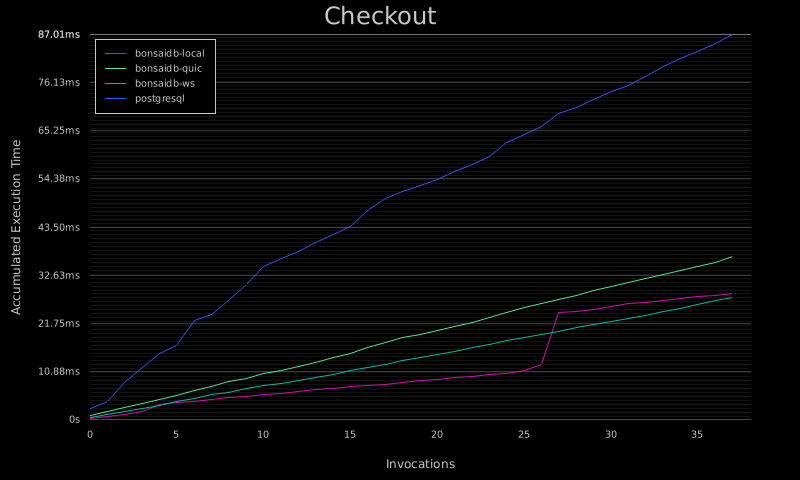 Checkout
87.01ms
bonsaidb-local
bonsaidb-quic
76.13ms
bonsaidb-ws
postgresql
65.25ms
54.38ms
43.50ms
32.63ms
21.75ms
10.88ms
0s
Accumulated Execution Time
0 5 10 15 20 25 30 35
Invocations